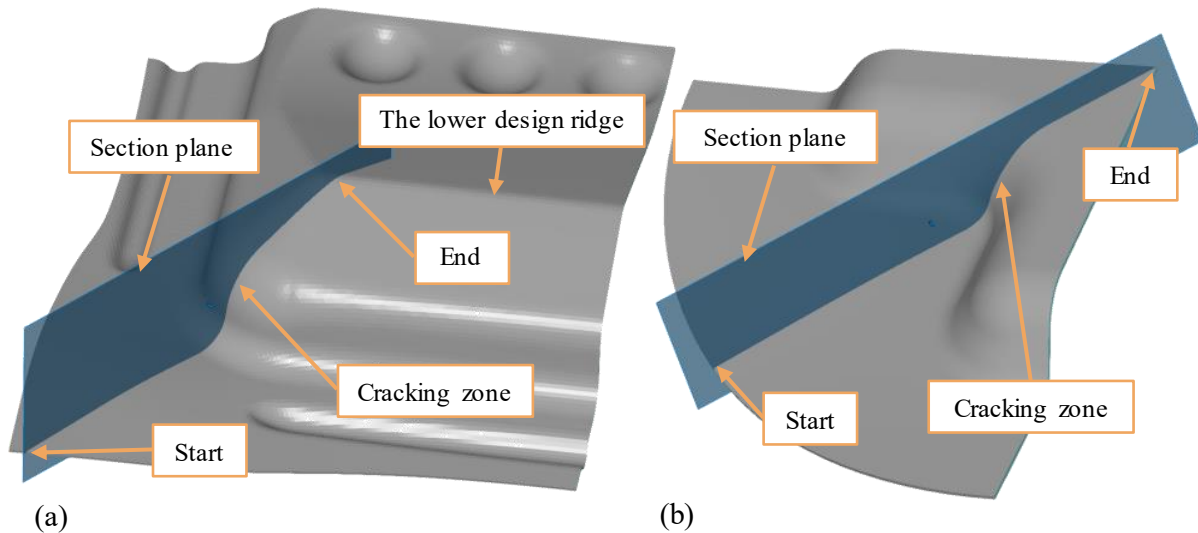 Section plane
The lower design ridge
End
Cracking zone
Start
(a)
Section plane
End
Cracking zone
Start
(b)